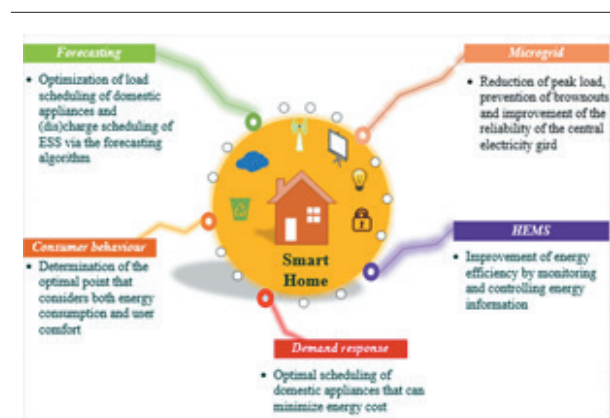 Forecasting
• Optimization of load
scheduling of domestic
appliances and
(dis)charge scheduling of
ESS via the forecasting
algorithm
Microgrid
• Reduction of peak load,
prevention of brownouts
and improvement of the
reliability of the central
electricity gird
Consumer behaviour
• Determination of the
optimal point that
considers both energy
consumption and user
comfort
Smart
Home
HEMS
• Improvement of energy
efficiency by monitoring
and controlling energy
information
Demand response
• Optimal scheduling of
domestic appliances that can
minimize energy cost